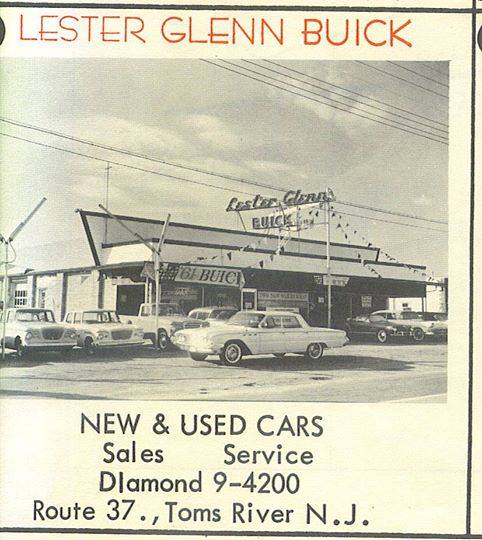 LESTER GLENN BUICK
Lester Glenn
BUICK
'61 BUICK
NEW & USED CARS
Sales Service
DIamond 9-4200
Route 37., Toms River N.J.